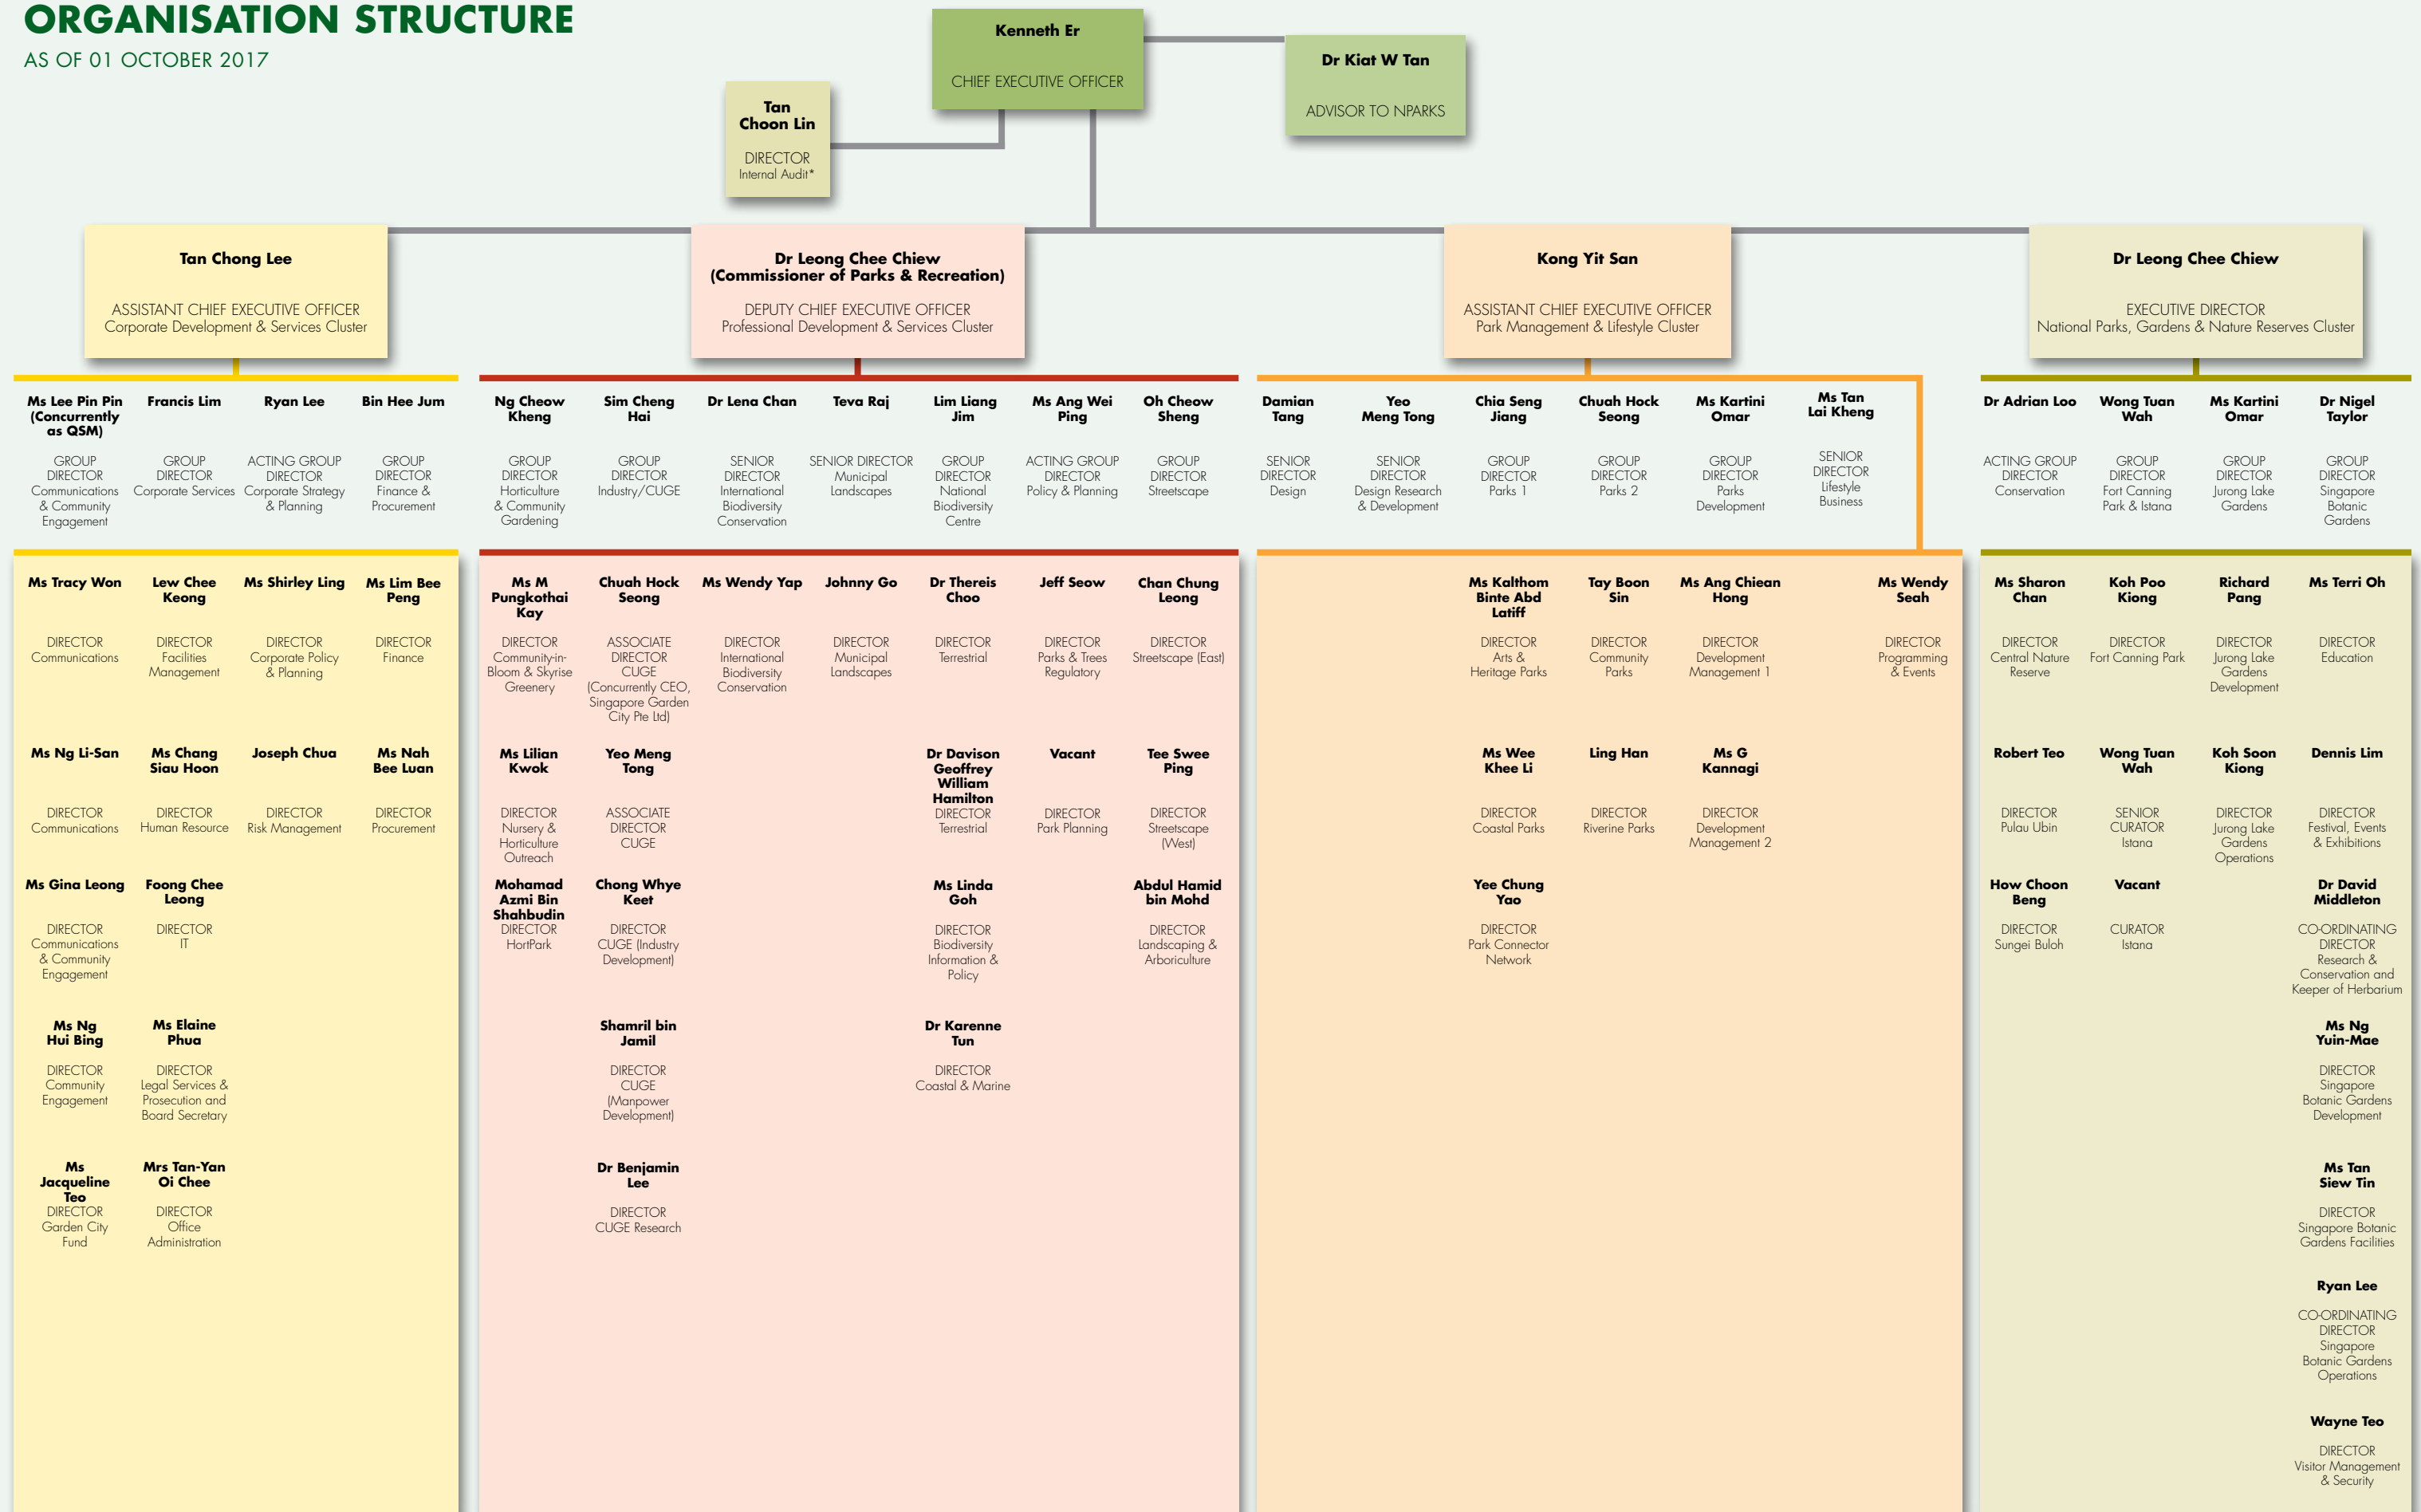 ORGANISATION STRUCTURE
AS OF 01 OCTOBER 2017
Kenneth Er
CHIEF EXECUTIVE OFFICER
Dr Kiat W Tan
ADVISOR TO NPARKS
Tan
Choon Lin
DIRECTOR
Internal Audit*
Tan Chong Lee
ASSISTANT CHIEF EXECUTIVE OFFICER
Corporate Development & Services Cluster
Dr Leong Chee Chiew
(Commissioner of Parks & Recreation)
DEPUTY CHIEF EXECUTIVE OFFICER
Professional Development & Services Cluster
Kong Yit San
ASSISTANT CHIEF EXECUTIVE OFFICER
Park Management & Lifestyle Cluster
Dr Leong Chee Chiew
EXECUTIVE DIRECTOR
National Parks, Gardens & Nature Reserves Cluster
Ms Lee Pin Pin
(Concurrently
as QSM)
GROUP
DIRECTOR
Communications
& Community
Engagement
Francis Lim
GROUP
DIRECTOR
Corporate Services
Ryan Lee
ACTING GROUP
DIRECTOR
Corporate Strategy
& Planning
Bin Hee Jum
GROUP
DIRECTOR
Finance &
Procurement
Ng Cheow
Kheng
GROUP
DIRECTOR
Horticulture
& Community
Gardening
Sim Cheng
Hai
GROUP
DIRECTOR
Industry/CUGE
Dr Lena Chan
SENIOR
DIRECTOR
International
Biodiversity
Conservation
Teva Raj
SENIOR DIRECTOR
Municipal
Landscapes
Lim Liang
Jim
GROUP
DIRECTOR
National
Biodiversity
Centre
Ms Ang Wei
Ping
ACTING GROUP
DIRECTOR
Policy & Planning
Oh Cheow
Sheng
GROUP
DIRECTOR
Streetscape
Damian
Tang
SENIOR
DIRECTOR
Design
Yeo
Meng Tong
SENIOR
DIRECTOR
Design Research
& Development
Chia Seng
Jiang
GROUP
DIRECTOR
Parks 1
Chuah Hock
Seong
GROUP
DIRECTOR
Parks 2
Ms Kartini
Omar
GROUP
DIRECTOR
Parks
Development
Ms Tan
Lai Kheng
SENIOR
DIRECTOR
Lifestyle
Business
Dr Adrian Loo
ACTING GROUP
DIRECTOR
Conservation
Wong Tuan
Wah
GROUP
DIRECTOR
Fort Canning
Park & Istana
Ms Kartini
Omar
GROUP
DIRECTOR
Jurong Lake
Gardens
Dr Nigel
Taylor
GROUP
DIRECTOR
Singapore
Botanic
Gardens
Ms Tracy Won
DIRECTOR
Communications
Lew Chee
Keong
DIRECTOR
Facilities
Management
Ms Shirley Ling
DIRECTOR
Corporate Policy
& Planning
Ms Lim Bee
Peng
DIRECTOR
Finance
Ms M
Pungkothai
Kay
DIRECTOR
Community-in-
Bloom & Skyrise
Greenery
Chuah Hock
Seong
ASSOCIATE
DIRECTOR
CUGE
(Concurrently CEO,
Singapore Garden
City Pte Ltd)
Ms Wendy Yap
DIRECTOR
International
Biodiversity
Conservation
Johnny Go
DIRECTOR
Municipal
Landscapes
Dr Thereis
Choo
DIRECTOR
Terrestrial
Jeff Seow
DIRECTOR
Parks & Trees
Regulatory
Chan Chung
Leong
DIRECTOR
Streetscape (East)
Ms Kalthom
Binte Abd
Latiff
DIRECTOR
Arts &
Heritage Parks
Tay Boon
Sin
DIRECTOR
Community
Parks
Ms Ang Chiean
Hong
DIRECTOR
Development
Management 1
Ms Wendy
Seah
DIRECTOR
Programming
& Events
Ms Sharon
Chan
DIRECTOR
Central Nature
Reserve
Koh Poo
Kiong
DIRECTOR
Fort Canning Park
Richard
Pang
DIRECTOR
Jurong Lake
Gardens
Development
Ms Terri Oh
DIRECTOR
Education
Ms Ng Li-San
DIRECTOR
Communications
Ms Chang
Siau Hoon
DIRECTOR
Human Resource
Joseph Chua
DIRECTOR
Risk Management
Ms Nah
Bee Luan
DIRECTOR
Procurement
Ms Lilian
Kwok
DIRECTOR
Nursery &
Horticulture
Outreach
Yeo Meng
Tong
ASSOCIATE
DIRECTOR
CUGE
Dr Davison
Geoffrey
William
Hamilton
DIRECTOR
Terrestrial
Vacant
DIRECTOR
Park Planning
Tee Swee
Ping
DIRECTOR
Streetscape
(West)
Ms Wee
Khee Li
DIRECTOR
Coastal Parks
Ling Han
DIRECTOR
Riverine Parks
Ms G
Kannagi
DIRECTOR
Development
Management 2
Robert Teo
DIRECTOR
Pulau Ubin
Wong Tuan
Wah
SENIOR
CURATOR
Istana
Koh Soon
Kiong
DIRECTOR
Jurong Lake
Gardens
Operations
Dennis Lim
DIRECTOR
Festival, Events
& Exhibitions
Ms Gina Leong
DIRECTOR
Communications
& Community
Engagement
Foong Chee
Leong
DIRECTOR
IT
Mohamad
Azmi Bin
Shahbudin
DIRECTOR
HortPark
Chong Whye
Keet
DIRECTOR
CUGE (Industry
Development)
Ms Linda
Goh
DIRECTOR
Biodiversity
Information &
Policy
Abdul Hamid
bin Mohd
DIRECTOR
Landscaping &
Arboriculture
Yee Chung
Yao
DIRECTOR
Park Connector
Network
How Choon
Beng
DIRECTOR
Sungei Buloh
Vacant
CURATOR
Istana
Dr David
Middleton
CO-ORDINATING
DIRECTOR
Research &
Conservation and
Keeper of Herbarium
Ms Ng
Hui Bing
DIRECTOR
Community
Engagement
Ms Elaine
Phua
DIRECTOR
Legal Services &
Prosecution and
Board Secretary
Shamril bin
Jamil
DIRECTOR
CUGE
(Manpower
Development)
Dr Karenne
Tun
DIRECTOR
Coastal & Marine
Ms Ng
Yuin-Mae
DIRECTOR
Singapore
Botanic Gardens
Development
Ms
Jacqueline
Teo
DIRECTOR
Garden City
Fund
Mrs Tan-Yan
Oi Chee
DIRECTOR
Office
Administration
Dr Benjamin
Lee
DIRECTOR
CUGE Research
Ms Tan
Siew Tin
DIRECTOR
Singapore Botanic
Gardens Facilities
Ryan Lee
CO-ORDINATING
DIRECTOR
Singapore
Botanic Gardens
Operations
Wayne Teo
DIRECTOR
Visitor Management
& Security